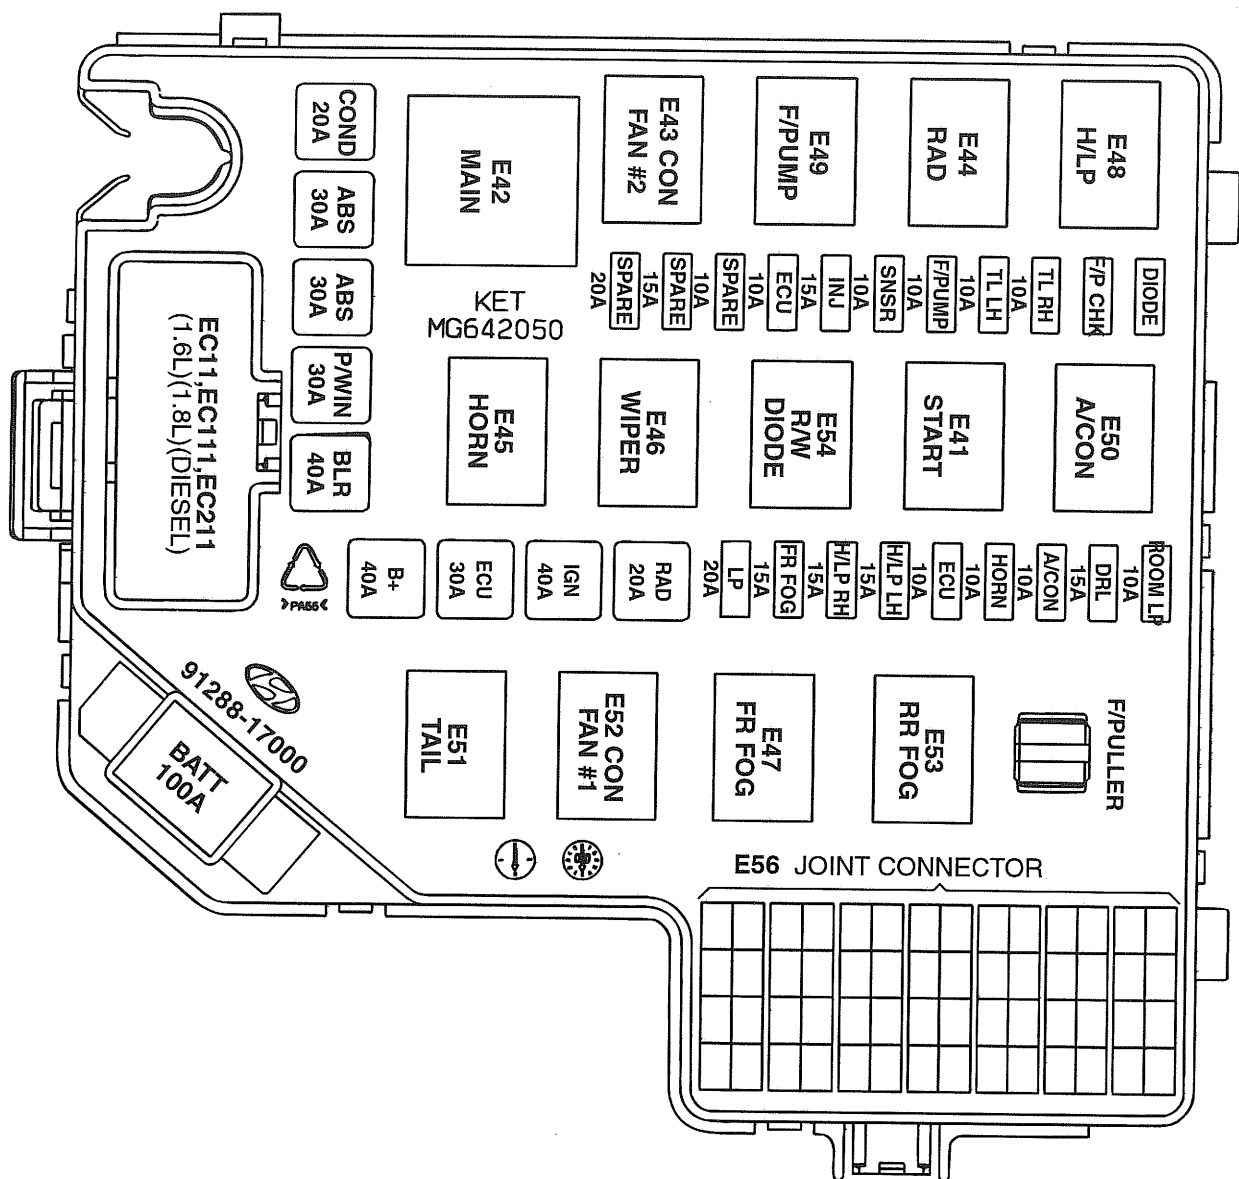 E48
H/LP
E44
RAD
E49
F/PUMP
E43 CON
FAN #2
E42
MAIN
COND
20A
ABS
30A
ABS
30A
P/WIN
30A
BLR
40A
DIODE
F/P CHK
TL RH
10A
TL LH
10A
F/PUMP
10A
SNSR
10A
INJ
15A
ECU
10A
SPARE
10A
SPARE
15A
SPARE
20A
KET
MG642050
E50
A/CON
E41
START
E54
R/W
DIODE
E46
WIPER
E45
HORN
EC11,EC111,EC211
(1.6L)(1.8L)(DIESEL)
ROOM LP
10A
DRL
15A
A/CON
10A
HORN
10A
ECU
10A
H/LP LH
15A
H/LP RH
15A
FR FOG
15A
LP
20A
RAD
20A
IGN
40A
ECU
30A
B+
40A
>PA66<
F/PULLER
E53
RR FOG
E47
FR FOG
E52 CON
FAN #1
E51
TAIL
91288-17000
BATT
100A
E56 JOINT CONNECTOR